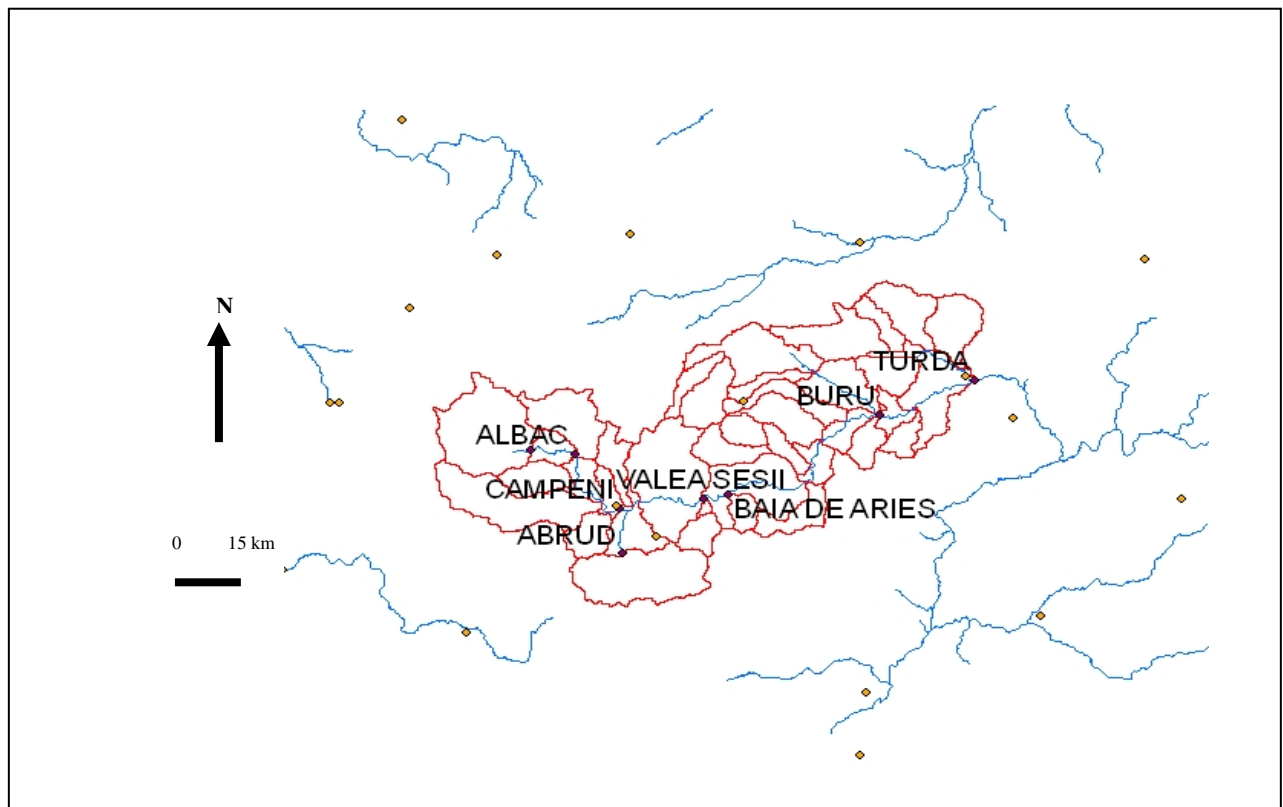 N
TURDA
BURU
ALBAC
VALEA SESII
CAMPENI
BAIA DE ARIES
ABRUD
0 15 km